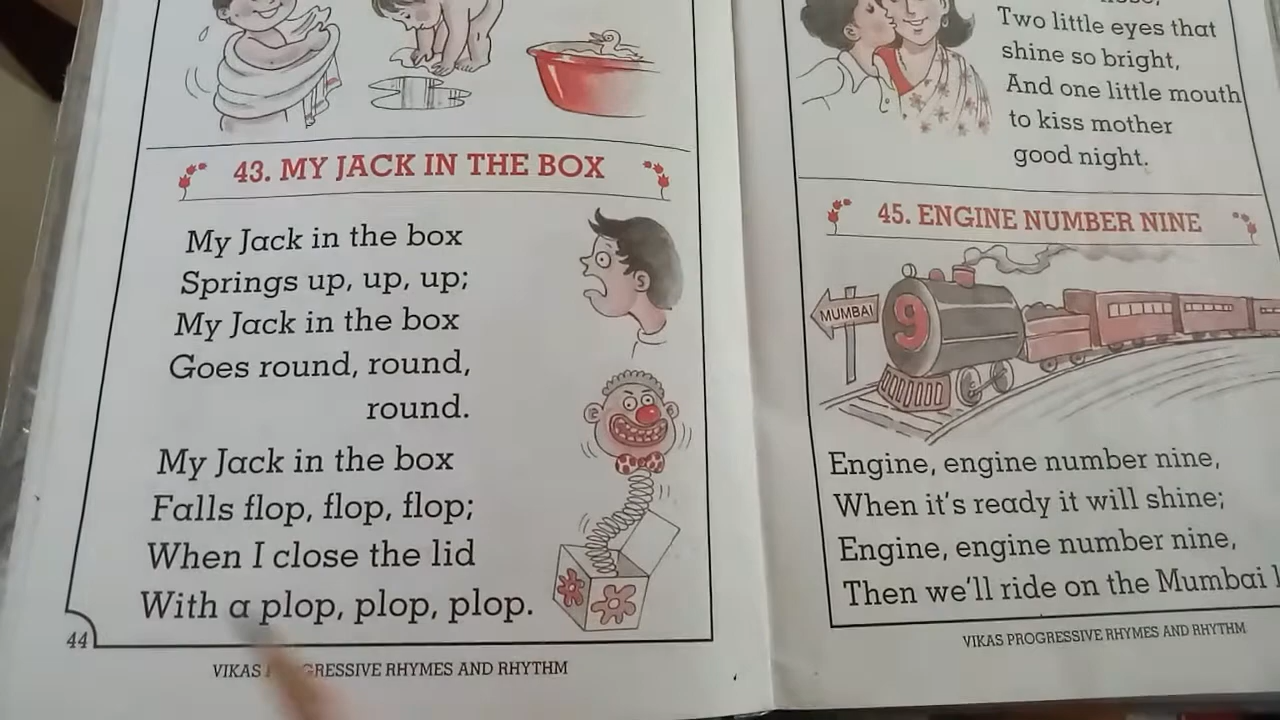 43. MY JACK IN THE BOX
My Jack in the box
Springs up, up, up;
My Jack in the box
Goes round, round,
round.
My Jack in the box
Falls flop, flop, flop;
When I close the lid
With a plop, plop, plop.
44
VIKAS PROGRESSIVE RHYMES AND RHYTHM
Two little eyes that
shine so bright,
And one little mouth
to kiss mother
good night.
45. ENGINE NUMBER NINE
MUMBAI
9
Engine, engine number nine,
When it's ready it will shine;
Engine, engine number nine,
Then we'll ride on the Mumbai
VIKAS PROGRESSIVE RHYMES AND RHYTHM